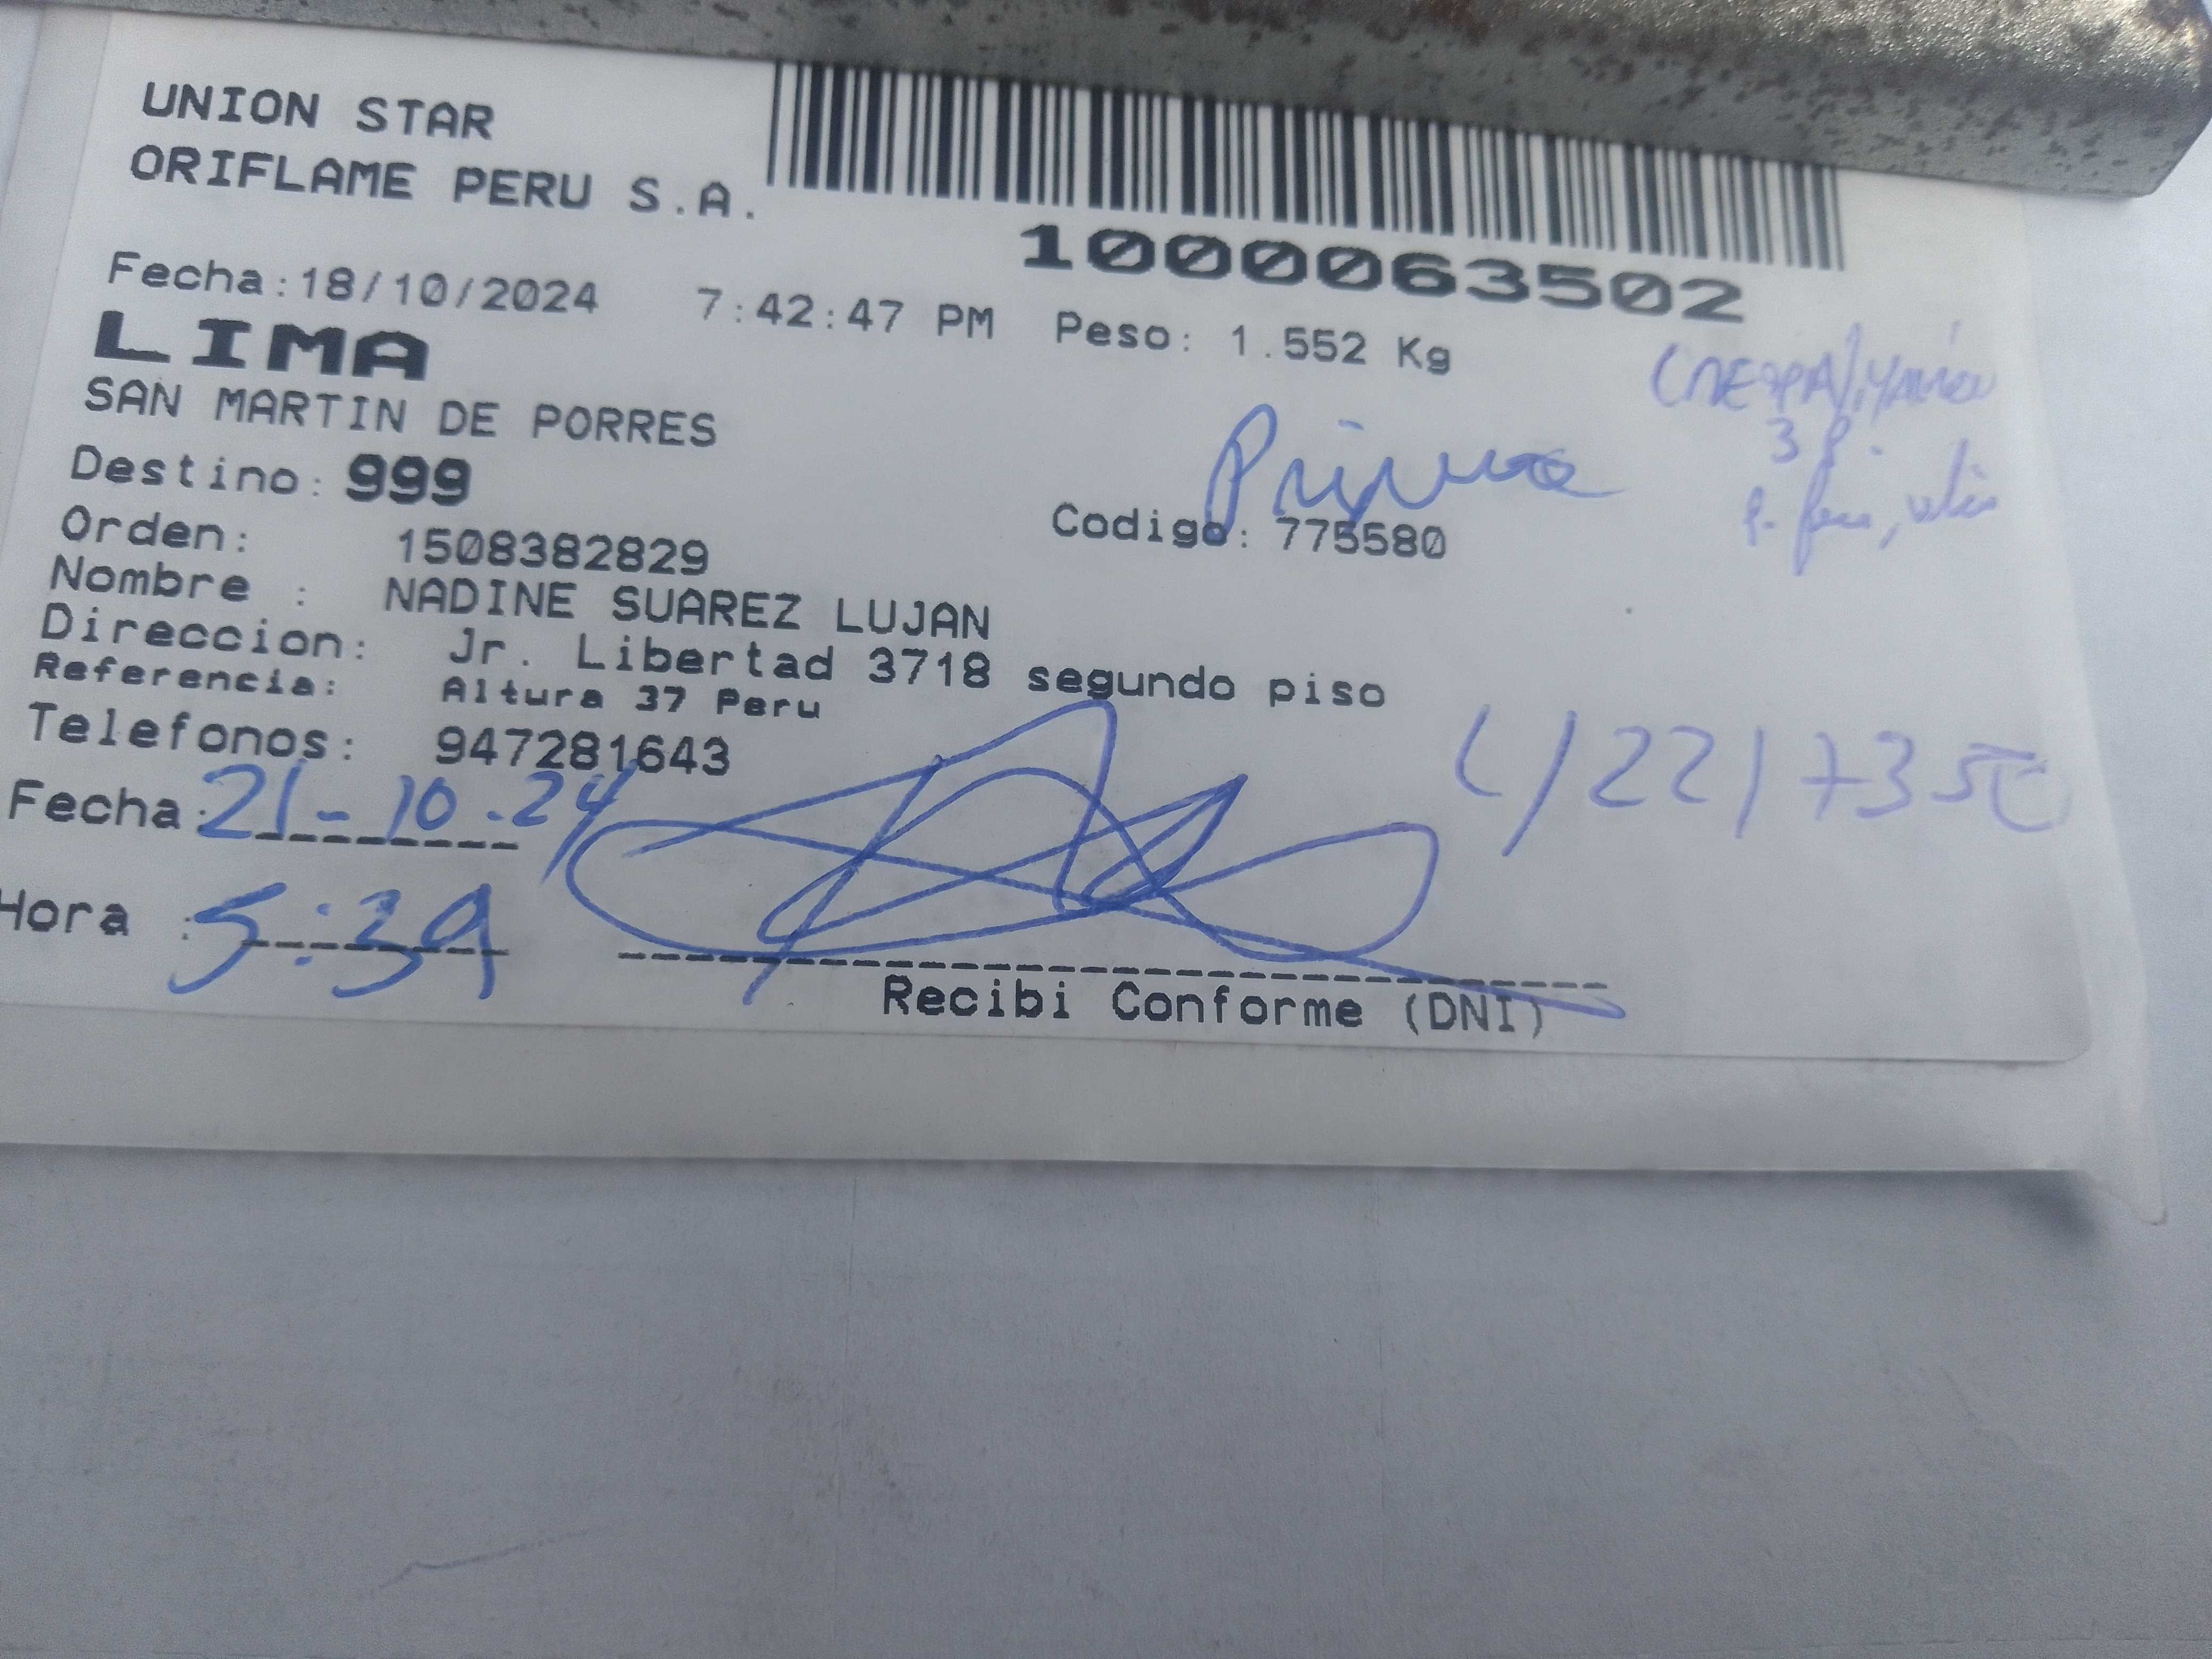 UNION STAR
ORIFLAME PERU S.A.
1000063502
Fecha:18/10/2024 7:42:47 PM Peso: 1.552 Kg
LIMA
SAN MARTIN DE PORRES
Destino: 999
Orden: 1508382829 Codigo: 775580
Nombre : NADINE SUAREZ LUJAN
Direccion: Jr. Libertad 3718 segundo piso
Referencia: Altura 37 Peru
Telefonos: 947281643
Fecha: 21-10-24
Hora : 5:39
Recibi Conforme (DNI)